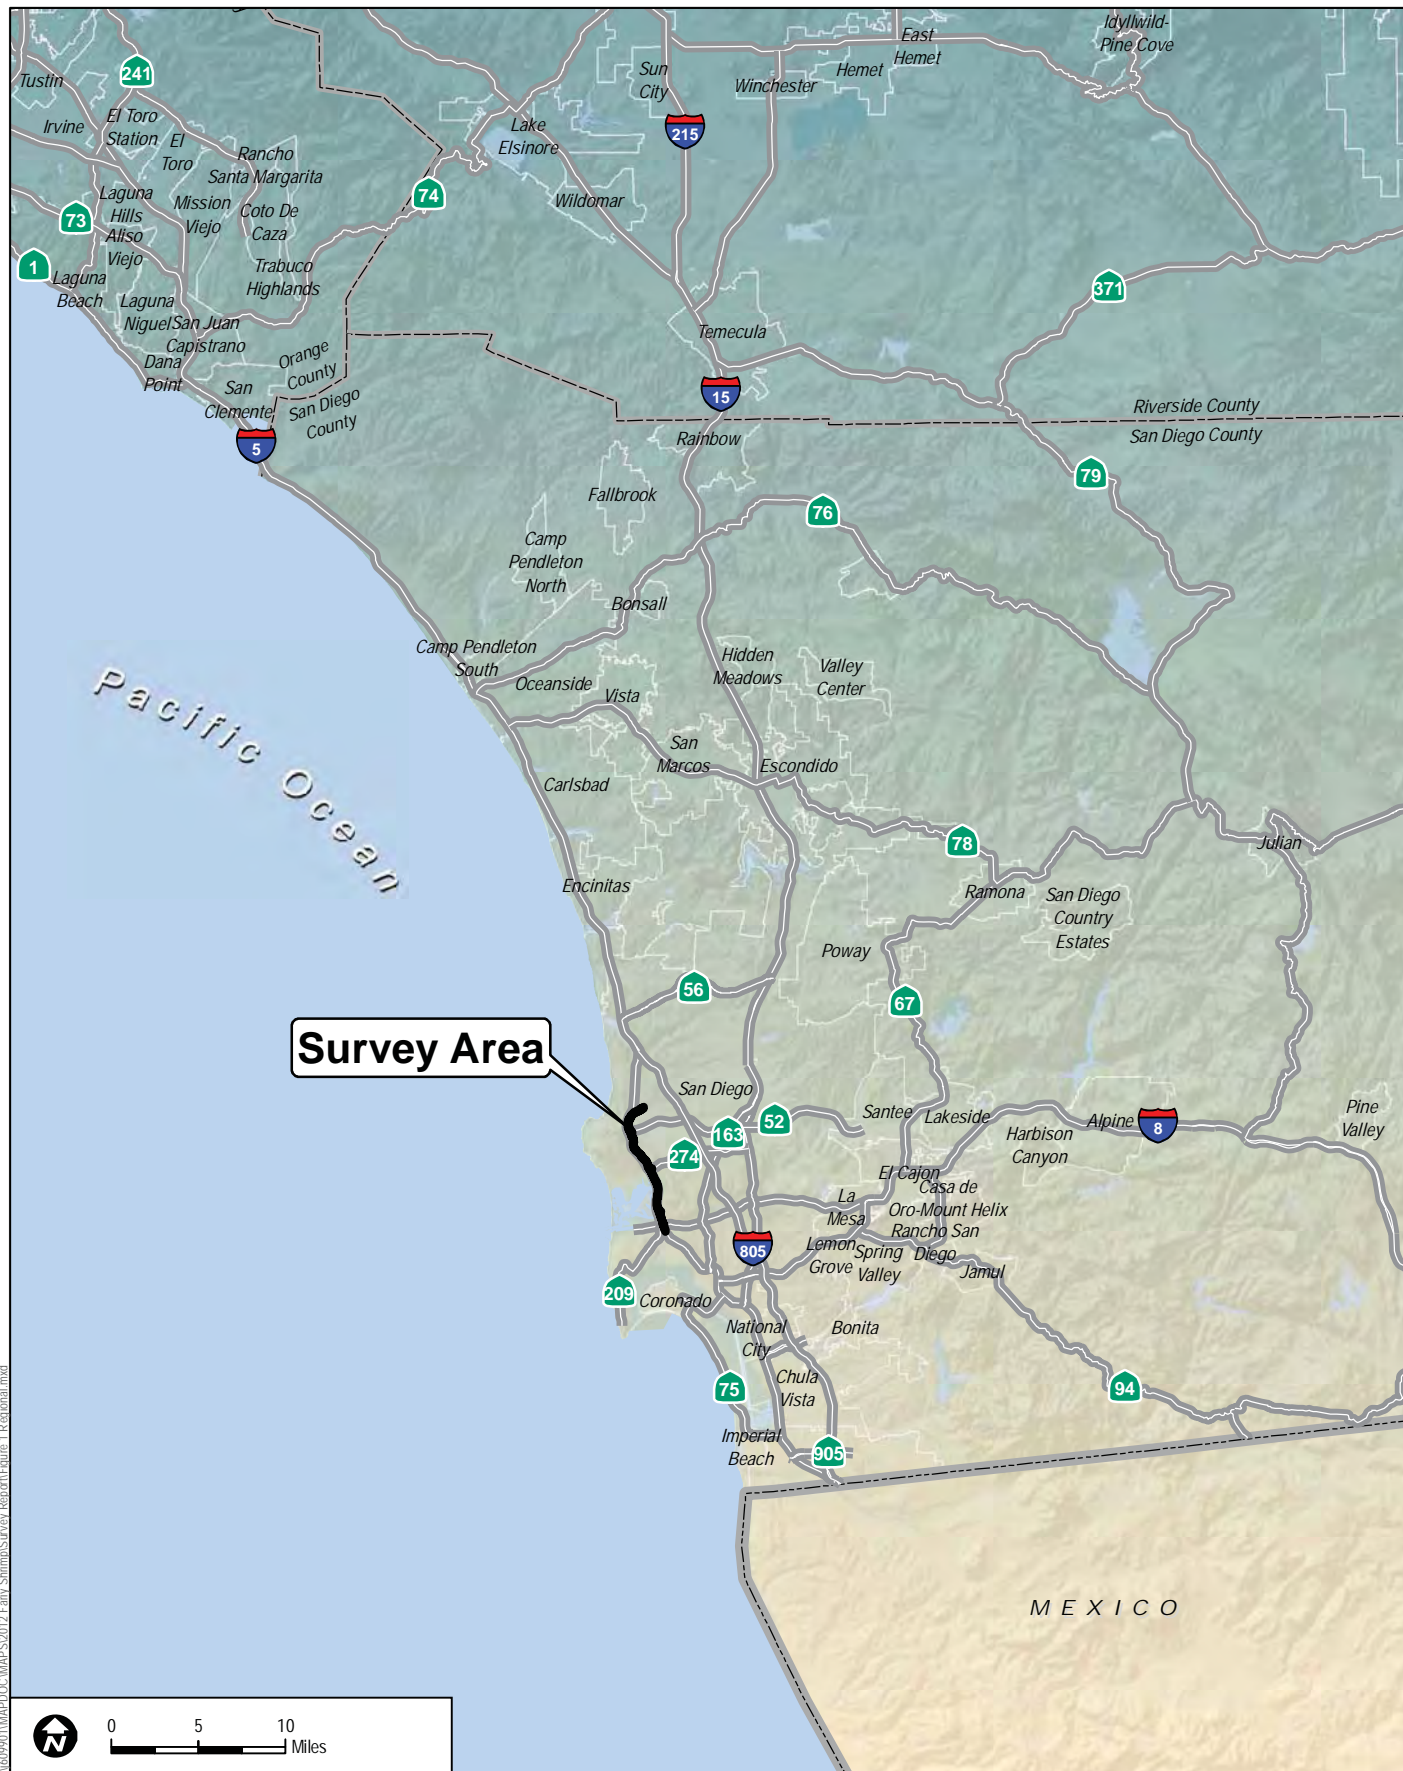 Idyllwild-
Pine Cove
East
Hemet
Hemet
Winchester
Sun
City
215
Tustin
241
Irvine
El Toro
Station
El
Toro
Rancho
Santa Margarita
Lake
Elsinore
Wildomar
74
Laguna
Hills
Mission
Viejo
Coto De
Caza
73
Aliso
Viejo
1
Laguna
Beach
Trabuco
Highlands
Laguna
Niguel
San Juan
Capistrano
Dana
Point
San
Clemente
Orange
County
San Diego
County
5
Temecula
371
15
Riverside County
San Diego County
Rainbow
79
Fallbrook
76
Camp
Pendleton
North
Bonsall
Camp Pendleton
South
Oceanside
Vista
Hidden
Meadows
Valley
Center
Pacific Ocean
San
Marcos
Escondido
Carlsbad
78
Julian
Encinitas
Ramona
San Diego
Country
Estates
Poway
56
67
Survey Area
San Diego
52
163
274
Santee
Lakeside
Harbison
Canyon
Alpine
8
Pine
Valley
El Cajon
Casa de
Oro-Mount Helix
La
Mesa
Rancho San
Diego
805
Lemon
Grove
Spring
Valley
Jamul
209
Coronado
National
City
Bonita
75
Chula
Vista
94
Imperial
Beach
905
MEXICO
N
0 5 10
Miles